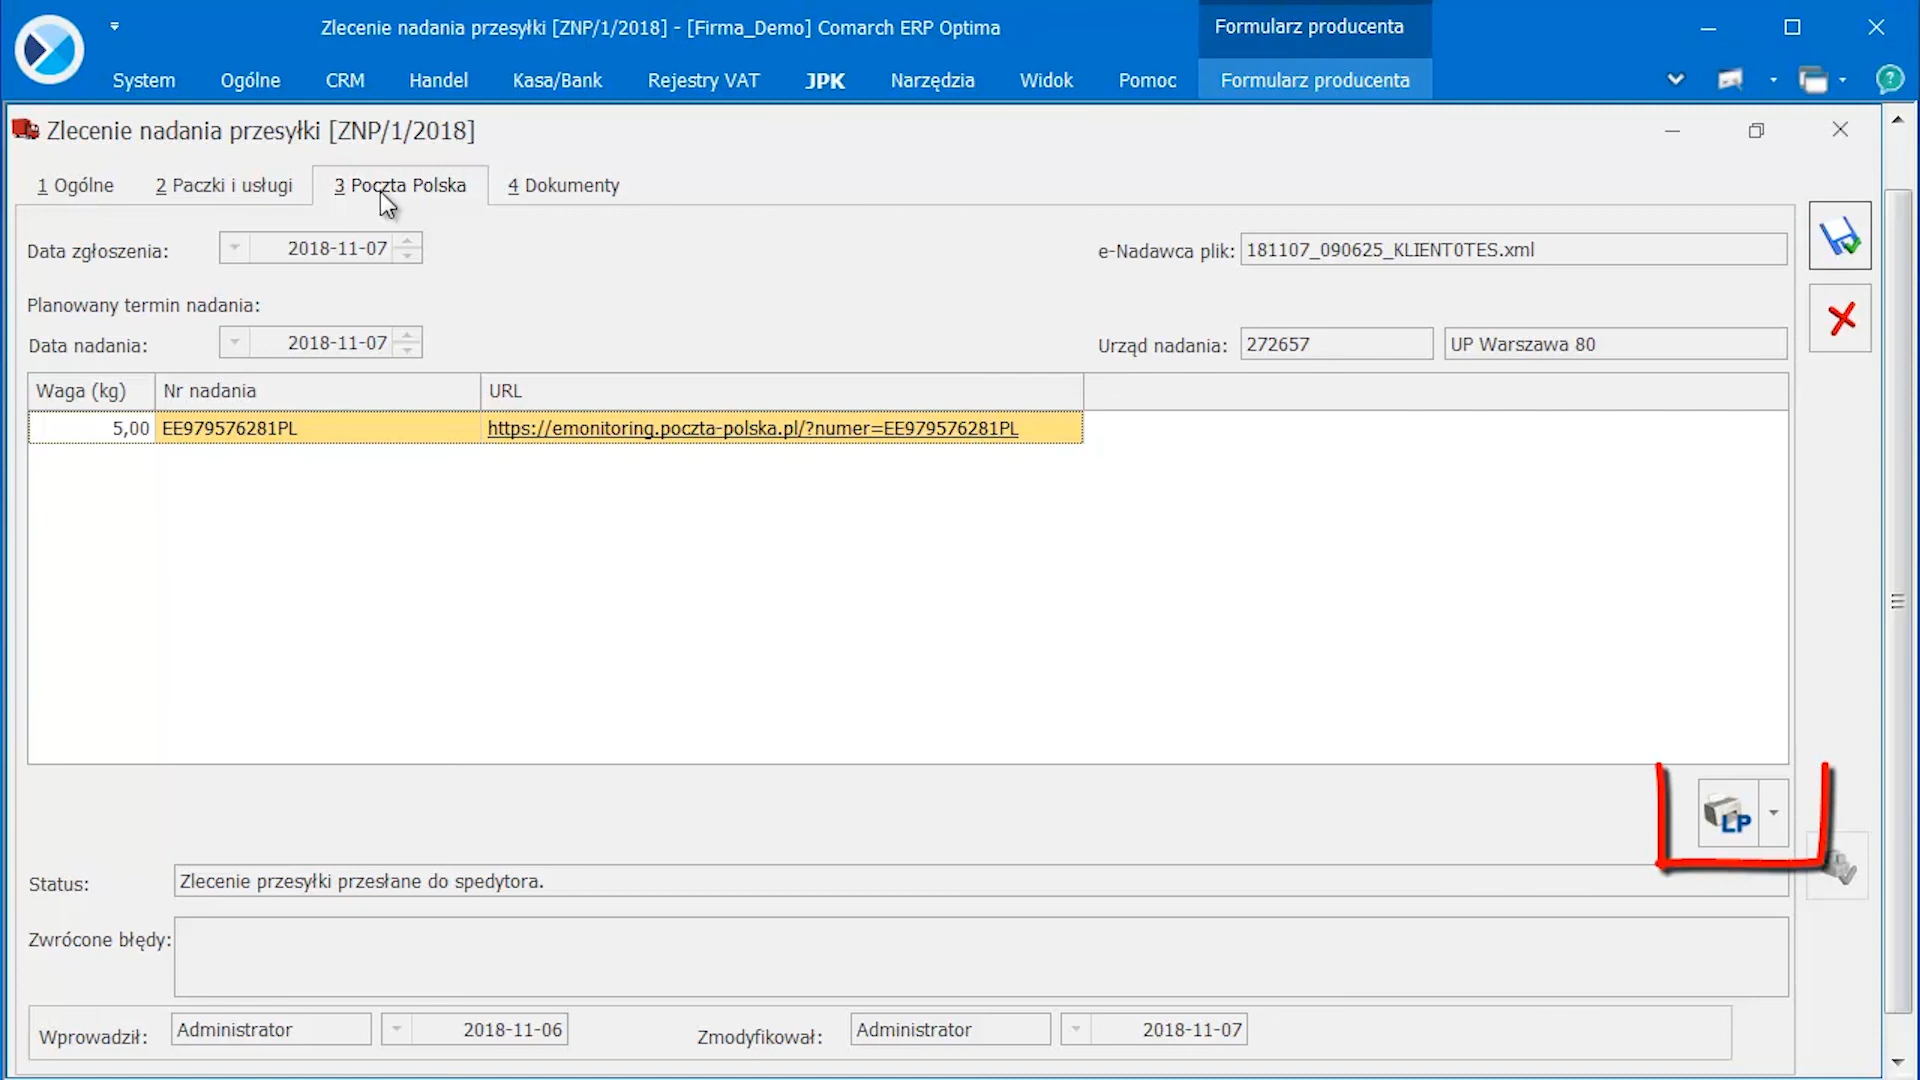 Zlecenie nadania przesyłki [ZNP/1/2018] - [Firma_Demo] Comarch ERP Optima
Formularz producenta
System Ogólne CRM Handel Kasa/Bank Rejestry VAT JPK Narzędzia Widok Pomoc Formularz producenta
Zlecenie nadania przesyłki [ZNP/1/2018]
1 Ogólne 2 Paczki i usługi 3 Poczta Polska 4 Dokumenty
Data zgłoszenia: 2018-11-07 e-Nadawca plik: 181107_090625_KLIENT0TES.xml
Planowany termin nadania:
Data nadania: 2018-11-07 Urząd nadania: 272657 UP Warszawa 80
Waga (kg) Nr nadania URL
5,00 EE979576281PL https://emonitoring.poczta-polska.pl/?numer=EE979576281PL
LP
Status: Zlecenie przesyłki przesłane do spedytora.
Zwrócone błędy:
Wprowadził: Administrator 2018-11-06 Zmodyfikował: Administrator 2018-11-07